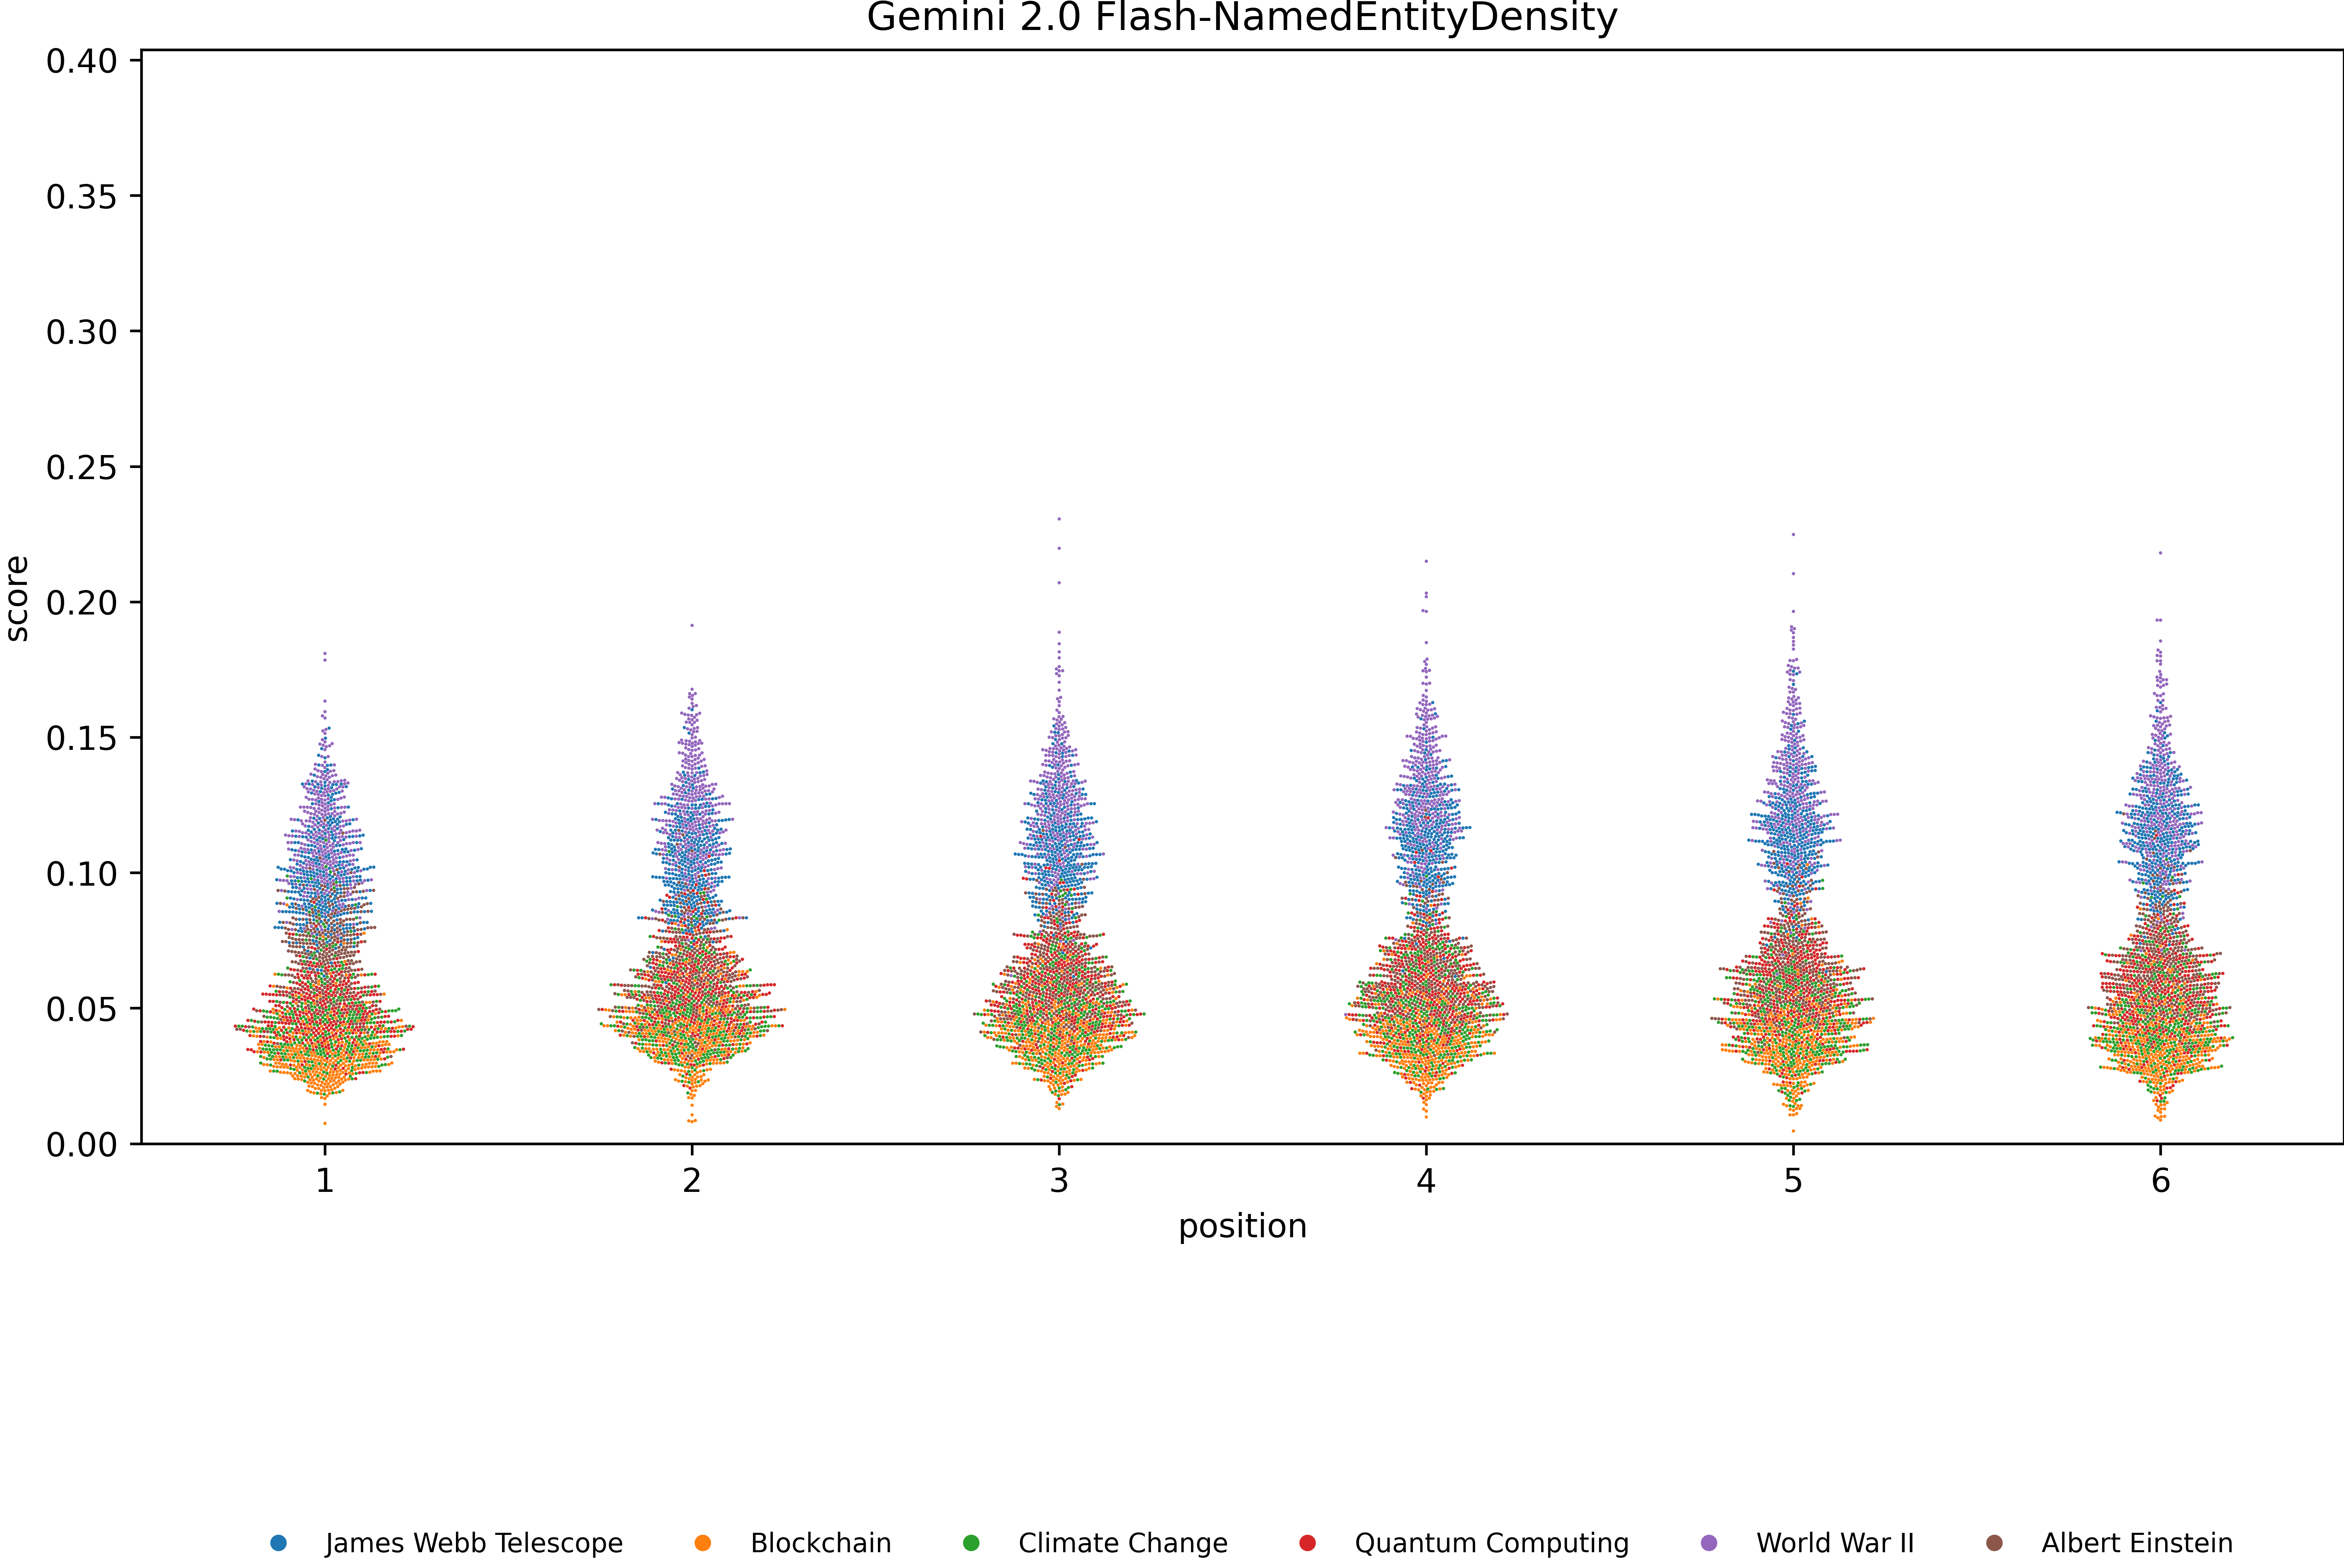 Gemini 2.0 Flash-NamedEntityDensity
0.40
0.35
0.30
0.25
0.20
0.15
0.10
0.05
0.00
score
1 2 3 4 5 6
position
James Webb Telescope Blockchain Climate Change Quantum Computing World War II Albert Einstein